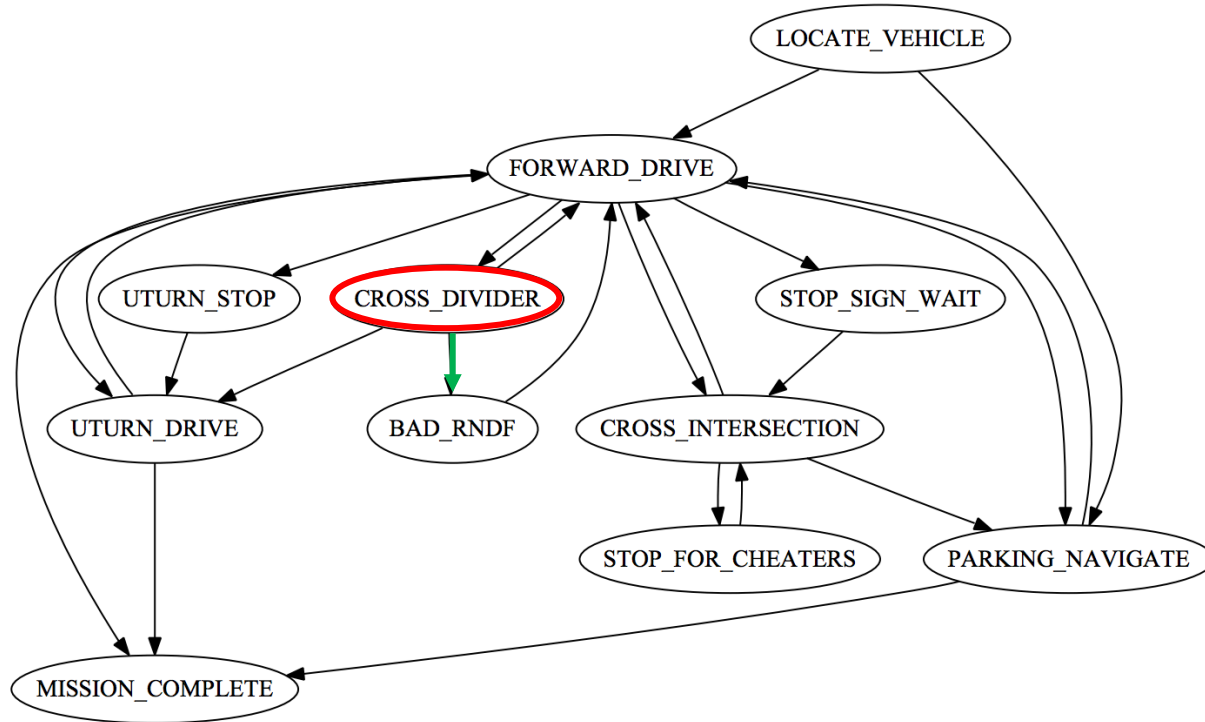 LOCATE_VEHICLE
FORWARD_DRIVE
UTURN_STOP
CROSS_DIVIDER
STOP_SIGN_WAIT
UTURN_DRIVE
BAD_RNDF
CROSS_INTERSECTION
STOP_FOR_CHEATERS
PARKING_NAVIGATE
MISSION_COMPLETE